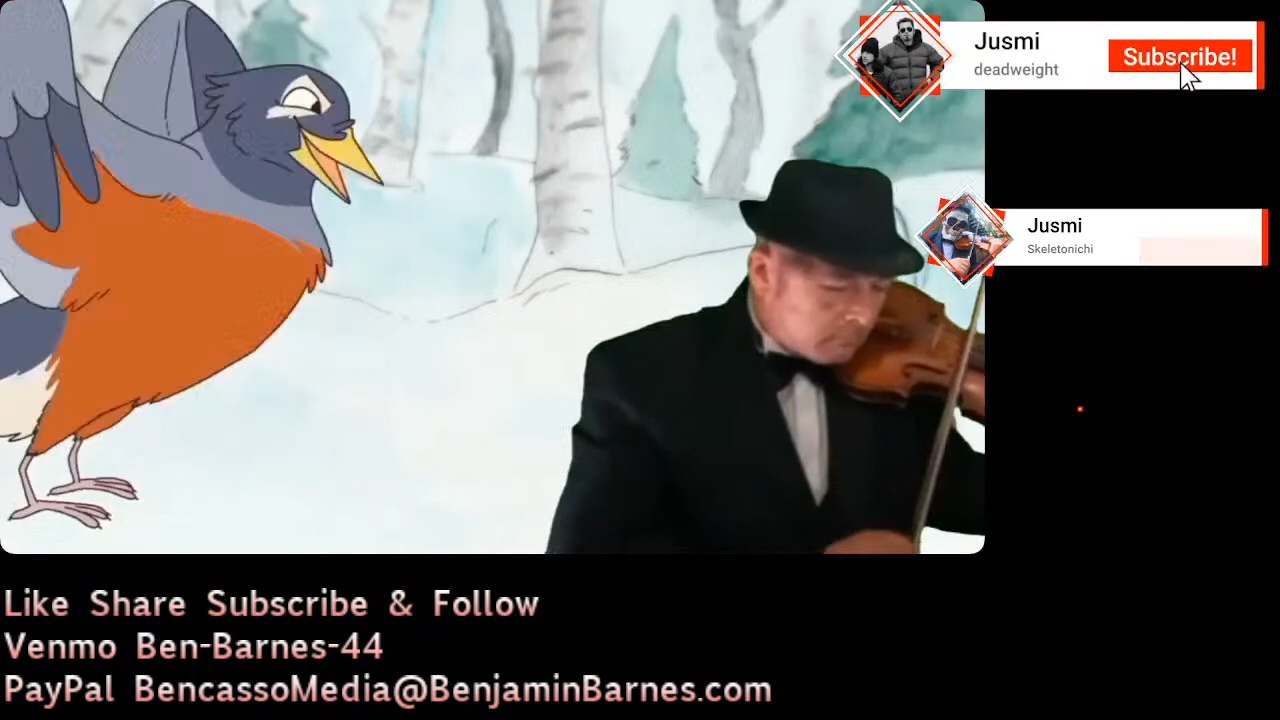 Jusmi
deadweight
Subscribe!
Jusmi
Skeletonichi
Like Share Subscribe & Follow
Venmo Ben-Barnes-44
PayPal BencassoMedia@BenjaminBarnes.com